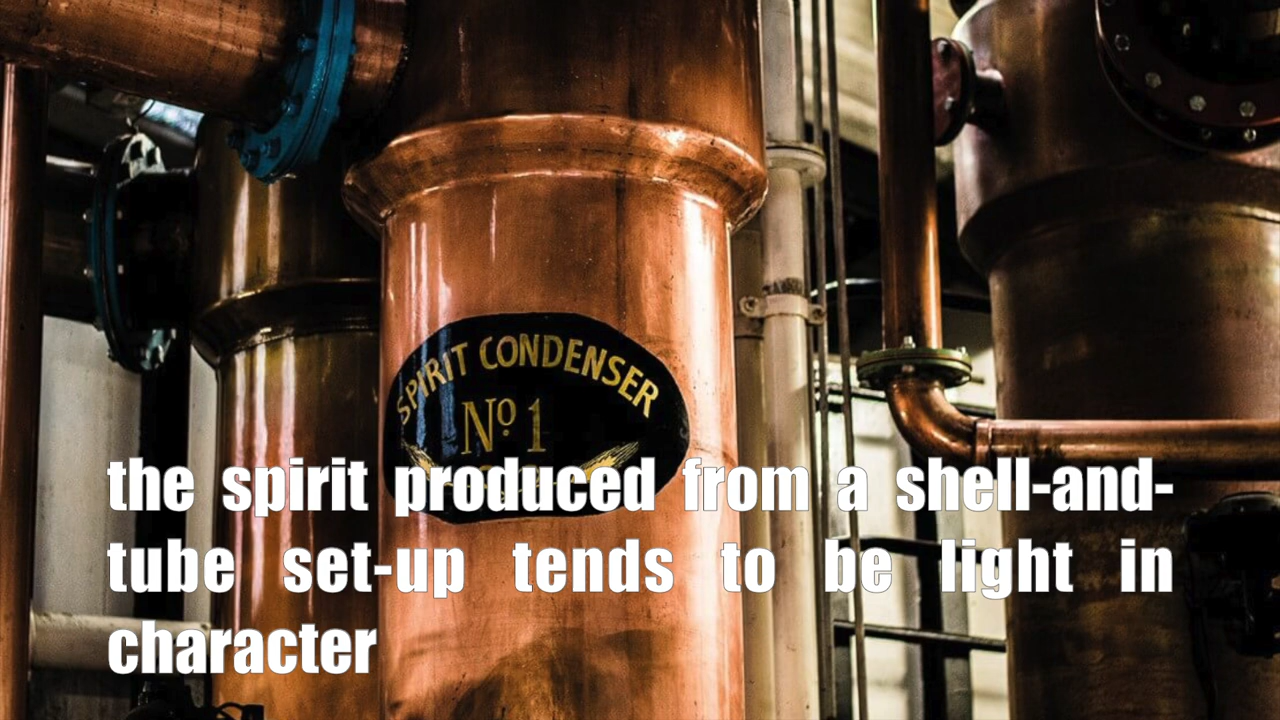 SPIRIT CONDENSER
Nº 1
the spirit produced from a shell-and-
tube set-up tends to be light in
character